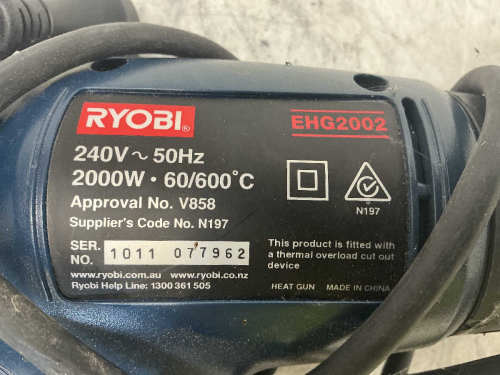 RYOBI®
EHG2002
240V ~ 50Hz
2000W · 60/600°C
Approval No. V858
Supplier's Code No. N197
N197
SER. NO. 1011 077962
www.ryobi.com.au www.ryobi.co.nz
Ryobi Help Line: 1300 361 505
This product is fitted with
a thermal overload cut out
device
HEAT GUN MADE IN CHINA